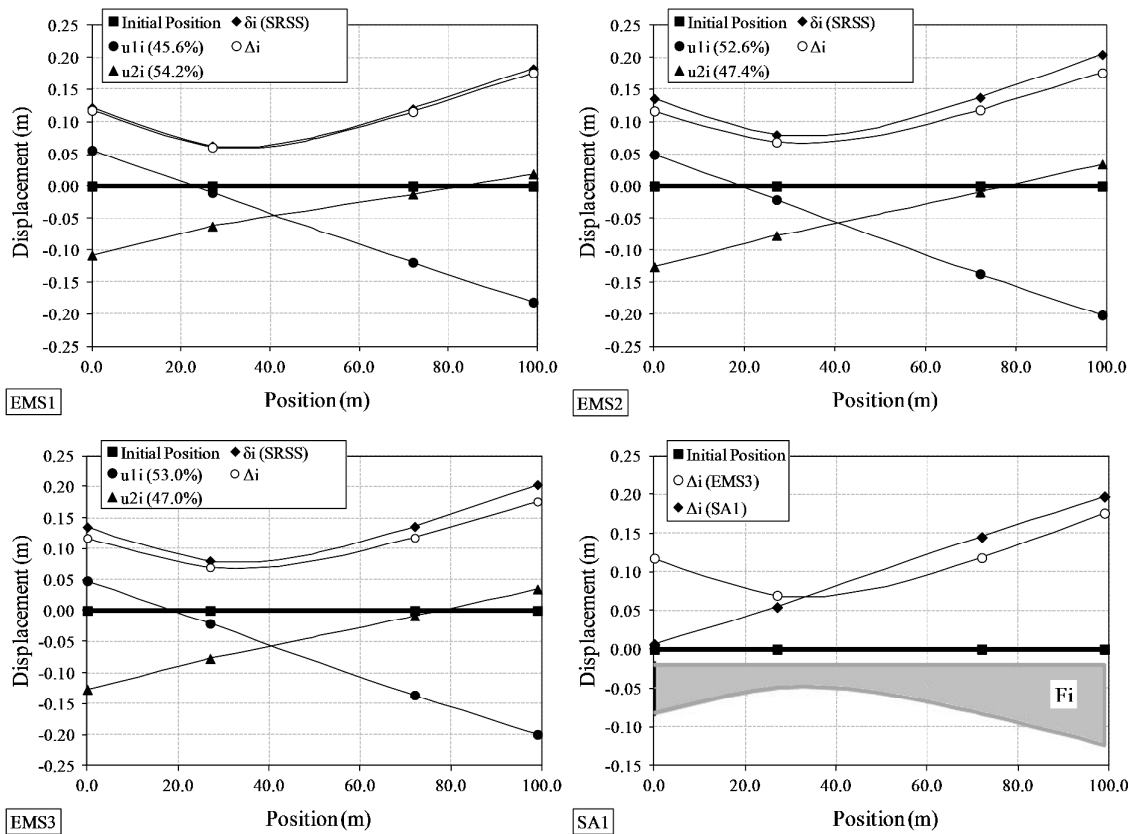 Initial Position
δi (SRSS)
u1i (45.6%)
Δi
u2i (54.2%)
0.25
0.20
0.15
0.10
0.05
0.00
-0.05
-0.10
-0.15
-0.20
-0.25
Displacement (m)
0.0 20.0 40.0 60.0 80.0 100.0
Position (m)
EMS1
Initial Position
δi (SRSS)
u1i (52.6%)
Δi
u2i (47.4%)
0.25
0.20
0.15
0.10
0.05
0.00
-0.05
-0.10
-0.15
-0.20
-0.25
Displacement (m)
0.0 20.0 40.0 60.0 80.0 100.0
Position (m)
EMS2
Initial Position
δi (SRSS)
u1i (53.0%)
Δi
u2i (47.0%)
0.25
0.20
0.15
0.10
0.05
0.00
-0.05
-0.10
-0.15
-0.20
-0.25
Displacement (m)
0.0 20.0 40.0 60.0 80.0 100.0
Position (m)
EMS3
Initial Position
Δi (EMS3)
Δi (SA1)
0.25
0.20
0.15
0.10
0.05
0.00
-0.05
-0.10
-0.15
Displacement (m)
Fi
0.0 20.0 40.0 60.0 80.0 100.0
Position (m)
SA1